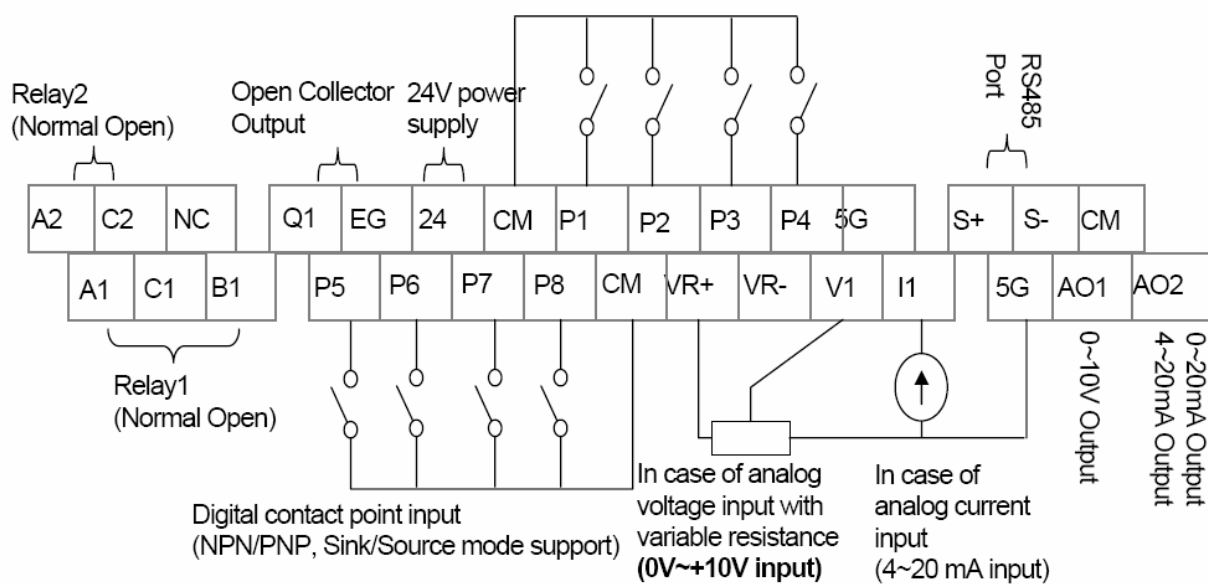 Relay2
(Normal Open)
Open Collector
Output
24V power
supply
RS485
Port
A2 C2 NC Q1 EG 24 CM P1 P2 P3 P4 5G S+ S- CM
A1 C1 B1 P5 P6 P7 P8 CM VR+ VR- V1 I1 5G AO1 AO2
Relay1
(Normal Open)
Digital contact point input
(NPN/PNP, Sink/Source mode support)
In case of analog
voltage input with
variable resistance
(0V~+10V input)
In case of
analog current
input
(4~20 mA input)
0~10V Output
0~20mA Output
4~20mA Output